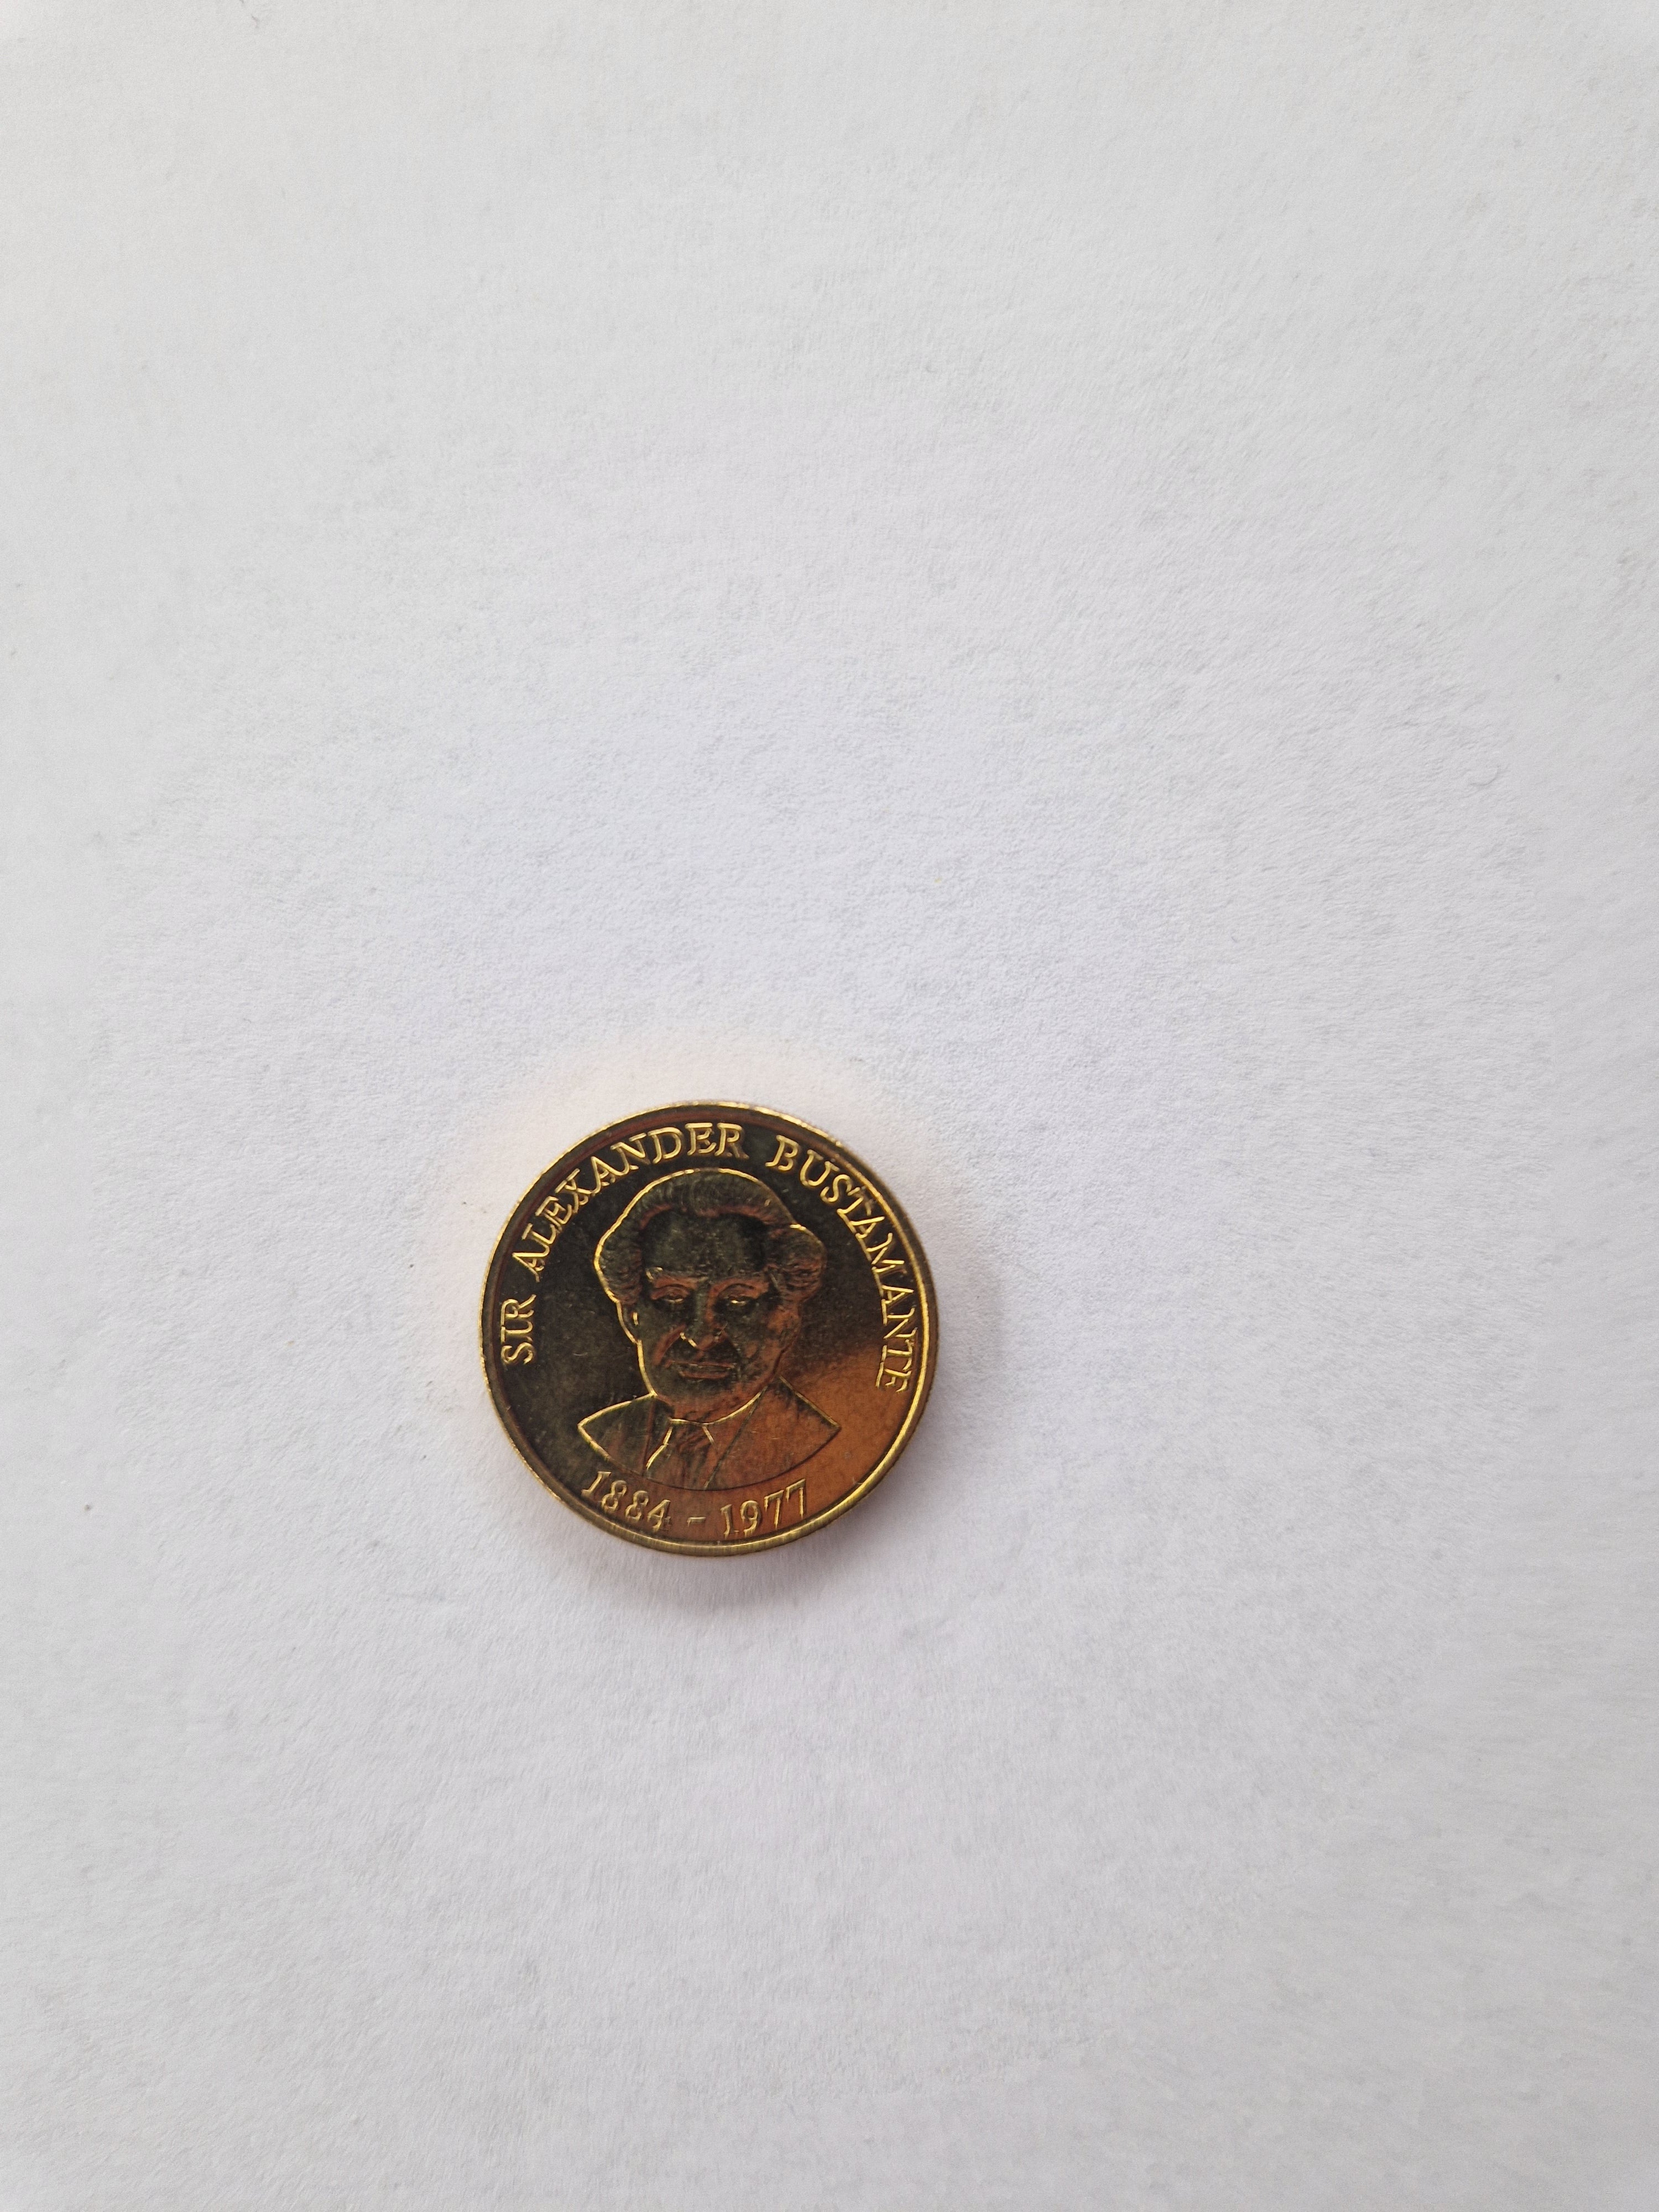 SIR ALEXANDER BUSTAMANTE
1884 - 1977